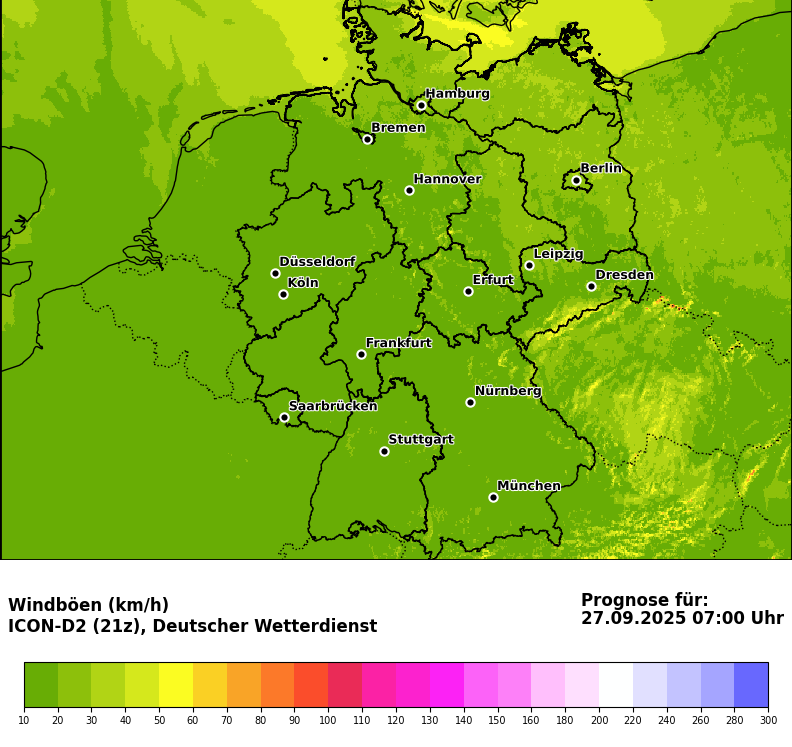 Hamburg
Bremen
Berlin
Hannover
Düsseldorf
Leipzig
Köln
Erfurt
Dresden
Frankfurt
Nürnberg
Saarbrücken
Stuttgart
München
Windböen (km/h)
ICON-D2 (21z), Deutscher Wetterdienst
Prognose für:
27.09.2025 07:00 Uhr
10 20 30 40 50 60 70 80 90 100 110 120 130 140 150 160 180 200 220 240 260 280 300